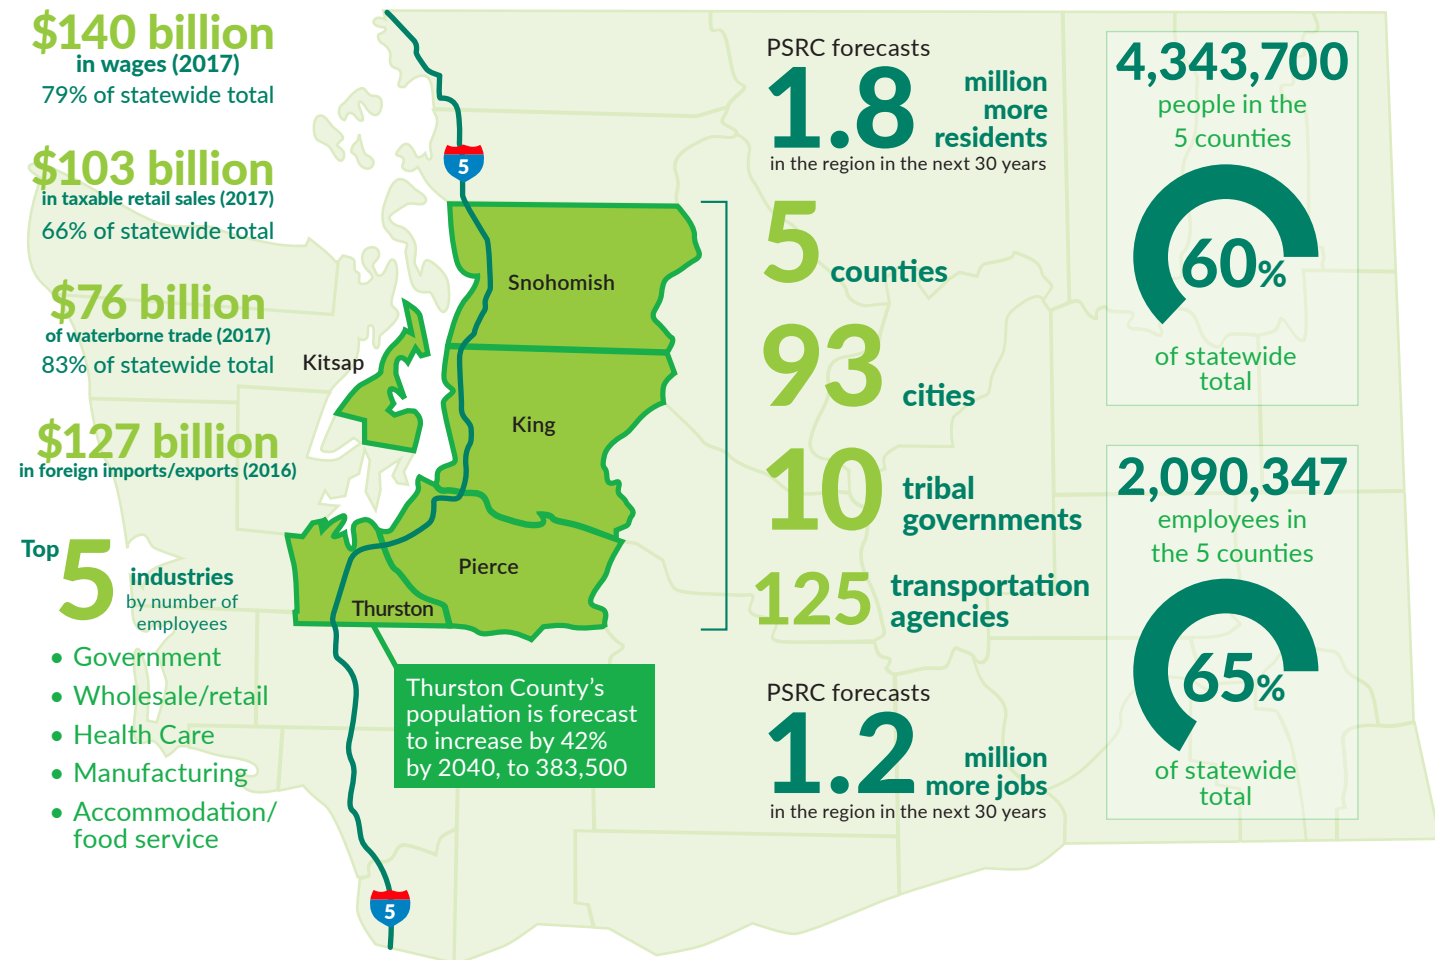 $140 billion
in wages (2017)
79% of statewide total
$103 billion
in taxable retail sales (2017)
66% of statewide total
$76 billion
of waterborne trade (2017)
83% of statewide total
$127 billion
in foreign imports/exports (2016)
Top 5 industries
by number of
employees
• Government
• Wholesale/retail
• Health Care
• Manufacturing
• Accommodation/
food service
5
Snohomish
Kitsap
King
Pierce
Thurston
Thurston County’s
population is forecast
to increase by 42%
by 2040, to 383,500
5
PSRC forecasts
1.8 million
more
residents
in the region in the next 30 years
5 counties
93 cities
10 tribal
governments
125 transportation
agencies
PSRC forecasts
1.2 million
more jobs
in the region in the next 30 years
4,343,700
people in the
5 counties
60%
of statewide
total
2,090,347
employees in
the 5 counties
65%
of statewide
total